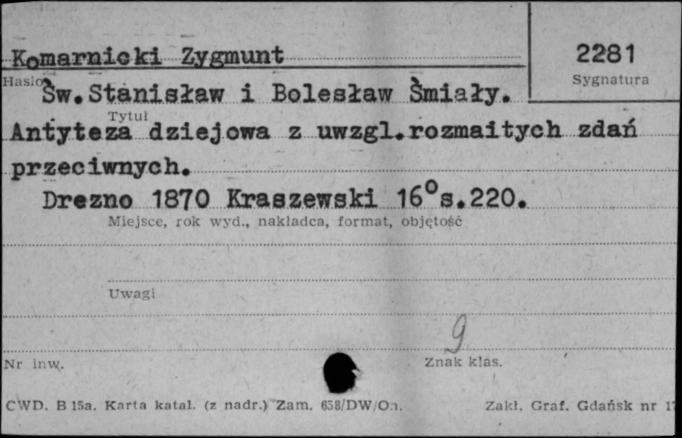 Komarnicki Zygmunt
2281
Hasło
Sygnatura
Św. Stanisław i Bolesław Śmiały.
Tytuł
Antyteza dziejowa z uwzgl. rozmaitych zdań
przeciwnych.
Drezno 1870 Kraszewski 16° s. 220.
Miejsce, rok wyd., nakładca, format, objętość
Uwagi
9
Nr inw.
Znak klas.
CWD. B 15a. Karta katal. (z nadr.) Zam. 658/DW/On.
Zakł. Graf. Gdańsk nr